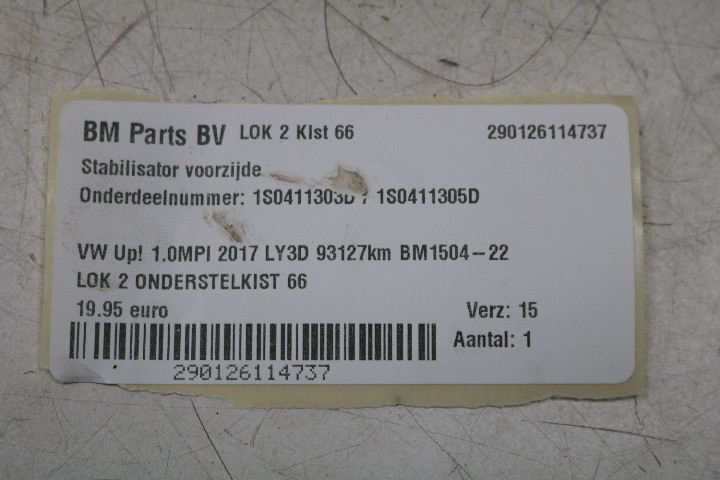 BM Parts BV LOK 2 Kist 66 290126114737
Stabilisator voorzijde
Onderdeelnummer: 1S0411303D / 1S0411305D
VW Up! 1.0MPI 2017 LY3D 93127km BM1504-22
LOK 2 ONDERSTELKIST 66
19.95 euro Verz: 15
Aantal: 1
290126114737